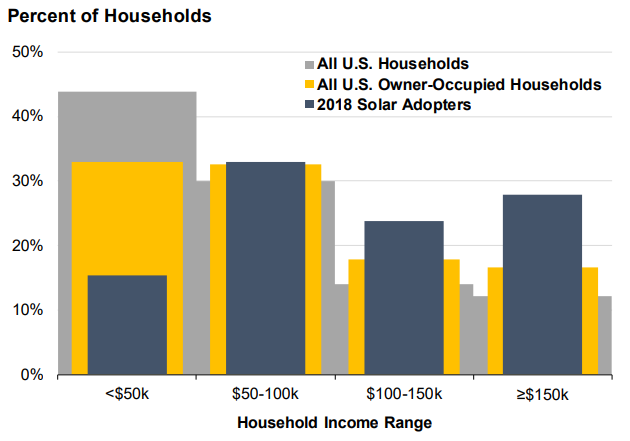 Percent of Households
50%
All U.S. Households
All U.S. Owner-Occupied Households
2018 Solar Adopters
40%
30%
20%
10%
0%
<$50k $50-100k $100-150k ≥$150k
Household Income Range